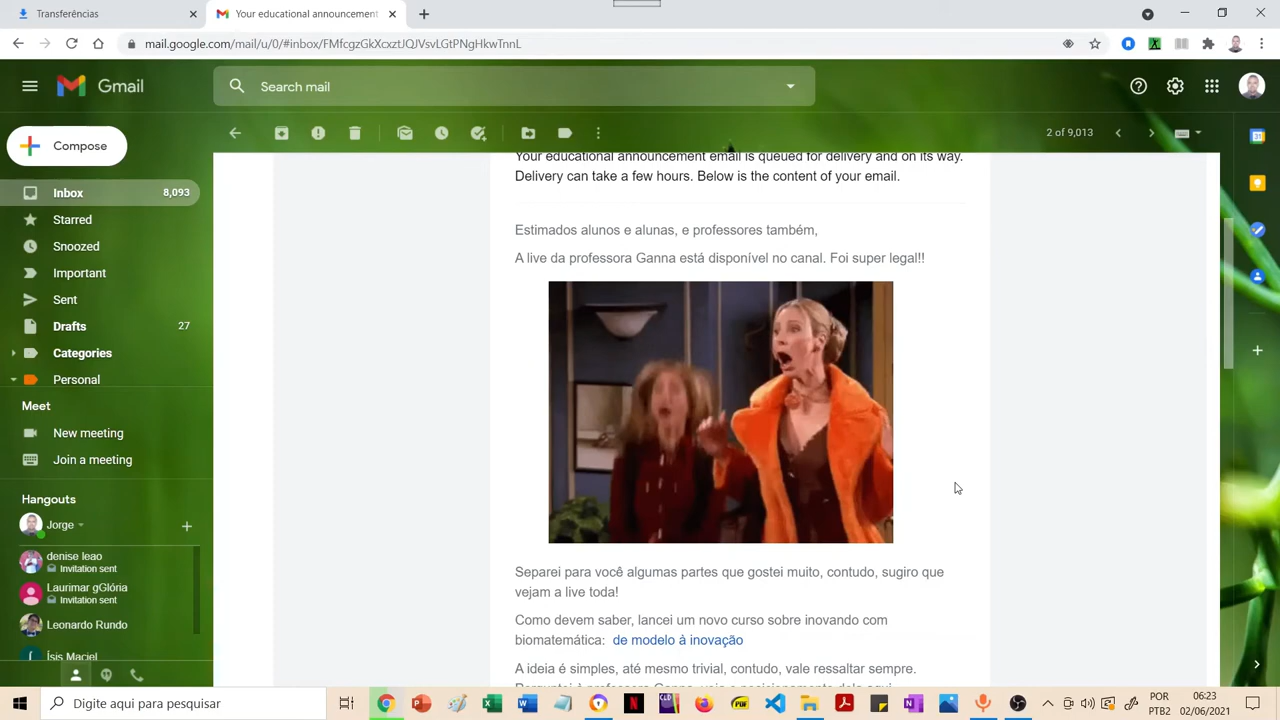 Transferências
Your educational announcement
mail.google.com/mail/u/0/#inbox/FMfcgzGkXcxztJQJVsvLGtPNgHkwTnnL
Gmail
Search mail
Compose
2 of 9,013
Inbox 8,093
Starred
Snoozed
Important
Sent
Drafts 27
Categories
Personal
Meet
New meeting
Join a meeting
Hangouts
Jorge
denise leao
Invitation sent
Laurimar gGlória
Invitation sent
Leonardo Rundo
Ísis Maciel
Your educational announcement email is queued for delivery and on its way.
Delivery can take a few hours. Below is the content of your email.
Estimados alunos e alunas, e professores também,
A live da professora Ganna está disponível no canal. Foi super legal!!
Separei para você algumas partes que gostei muito, contudo, sugiro que
vejam a live toda!
Como devem saber, lancei um novo curso sobre inovando com
biomatemática: de modelo à inovação
A ideia é simples, até mesmo trivial, contudo, vale ressaltar sempre.
31
Digite aqui para pesquisar
POR
PTB2
06:23
02/06/2021